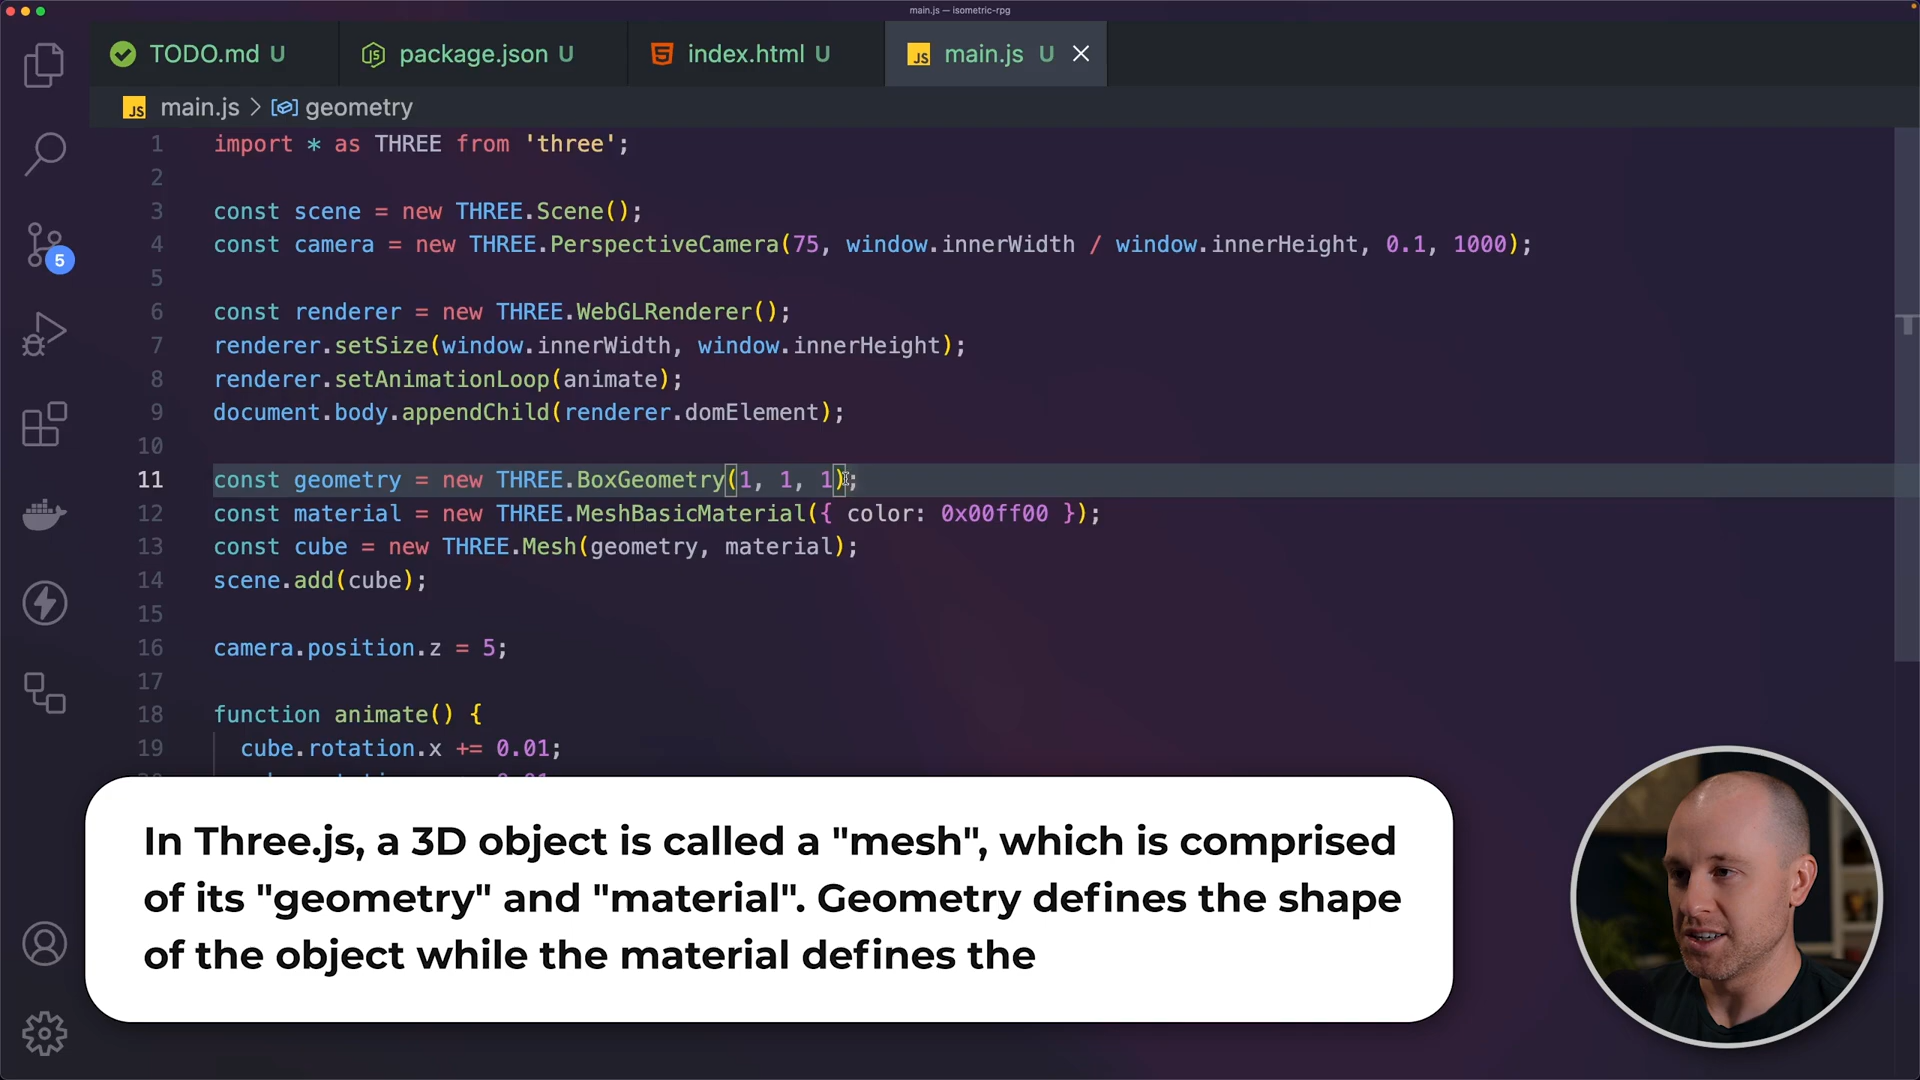 main.js — isometric-rpg
TODO.md U
package.json U
index.html U
main.js U
main.js > geometry
1 import * as THREE from 'three';
2
3 const scene = new THREE.Scene();
4 const camera = new THREE.PerspectiveCamera(75, window.innerWidth / window.innerHeight, 0.1, 1000);
5
6 const renderer = new THREE.WebGLRenderer();
7 renderer.setSize(window.innerWidth, window.innerHeight);
8 renderer.setAnimationLoop(animate);
9 document.body.appendChild(renderer.domElement);
10
11 const geometry = new THREE.BoxGeometry(1, 1, 1);
12 const material = new THREE.MeshBasicMaterial({ color: 0x00ff00 });
13 const cube = new THREE.Mesh(geometry, material);
14 scene.add(cube);
15
16 camera.position.z = 5;
17
18 function animate() {
19 cube.rotation.x += 0.01;
5
In Three.js, a 3D object is called a "mesh", which is comprised
of its "geometry" and "material". Geometry defines the shape
of the object while the material defines the